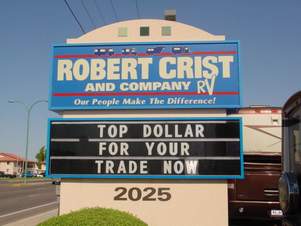 ROBERT CRIST
AND COMPANY RV
Our People Make The Difference!
TOP DOLLAR
FOR YOUR
TRADE NOW
2025